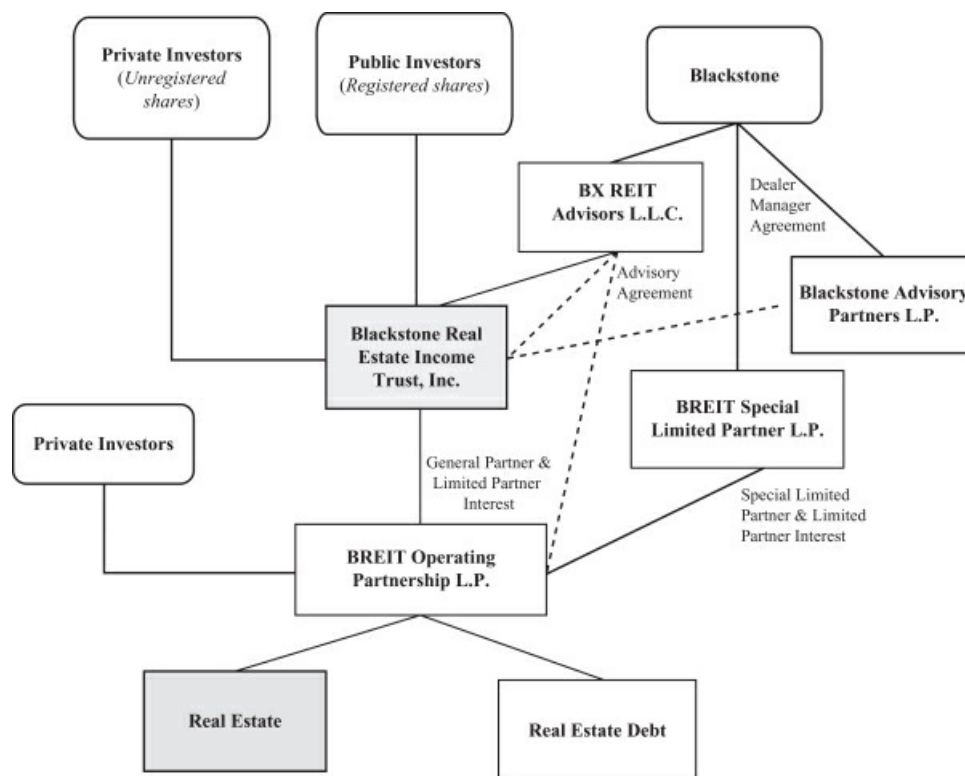 Private Investors
(Unregistered
shares)
Public Investors
(Registered shares)
Blackstone
BX REIT
Advisors L.L.C.
Dealer
Manager
Agreement
Advisory
Agreement
Blackstone Advisory
Partners L.P.
Blackstone Real
Estate Income
Trust, Inc.
BREIT Special
Limited Partner L.P.
Private Investors
General Partner &
Limited Partner
Interest
Special Limited
Partner & Limited
Partner Interest
BREIT Operating
Partnership L.P.
Real Estate
Real Estate Debt